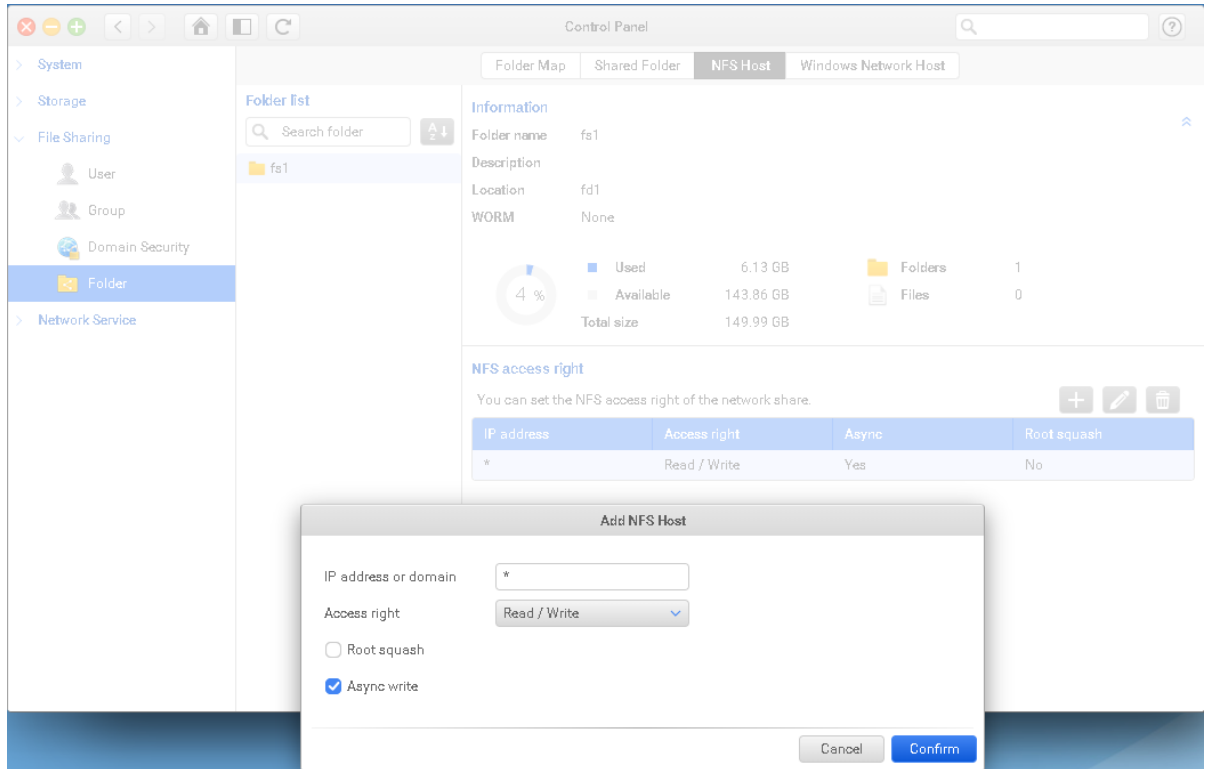 Control Panel
System
Storage
File Sharing
User
Group
Domain Security
Folder
Network Service
Folder Map Shared Folder NFS Host Windows Network Host
Folder list
Search folder
fs1
Information
Folder name fs1
Description
Location fd1
WORM None
4 %
Used 6.13 GB Folders 1
Available 143.86 GB Files 0
Total size 149.99 GB
NFS access right
You can set the NFS access right of the network share.
IP address Access right Async Root squash
* Read / Write Yes No
Add NFS Host
IP address or domain *
Access right Read / Write
Root squash
Async write
Cancel Confirm